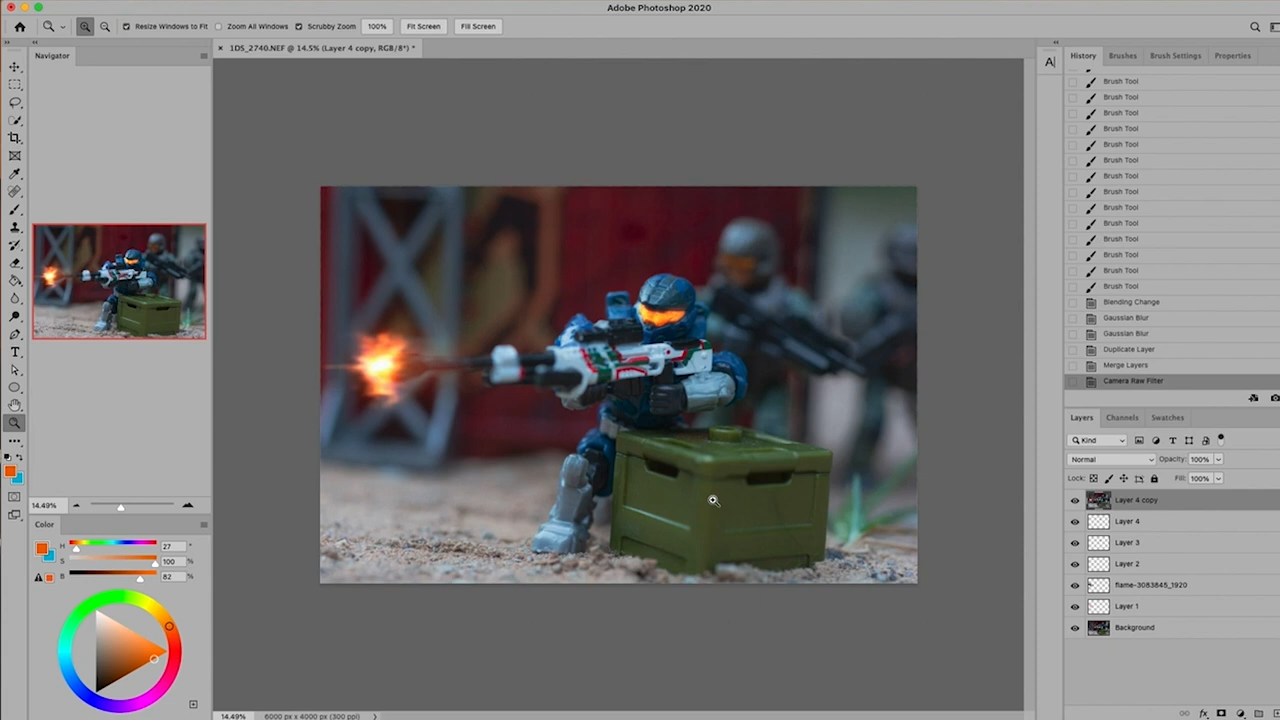 Adobe Photoshop 2020
Resize Windows to Fit Zoom All Windows Scrubby Zoom 100% Fit Screen Fill Screen
1DS_2740.NEF @ 14.5% (Layer 4 copy, RGB/8*) *
Navigator
14.49%
Color
H 27 °
S 100 %
B 82 %
14.49% 6000 px x 4000 px (300 ppi)
A
History Brushes Brush Settings Properties
Brush Tool
Brush Tool
Brush Tool
Brush Tool
Brush Tool
Brush Tool
Brush Tool
Brush Tool
Brush Tool
Brush Tool
Brush Tool
Brush Tool
Brush Tool
Brush Tool
Blending Change
Gaussian Blur
Gaussian Blur
Duplicate Layer
Merge Layers
Camera Raw Filter
Layers Channels Swatches
Kind
Normal Opacity: 100%
Lock: Fill: 100%
Layer 4 copy
Layer 4
Layer 3
Layer 2
flame-3083845_1920
Layer 1
Background
fx